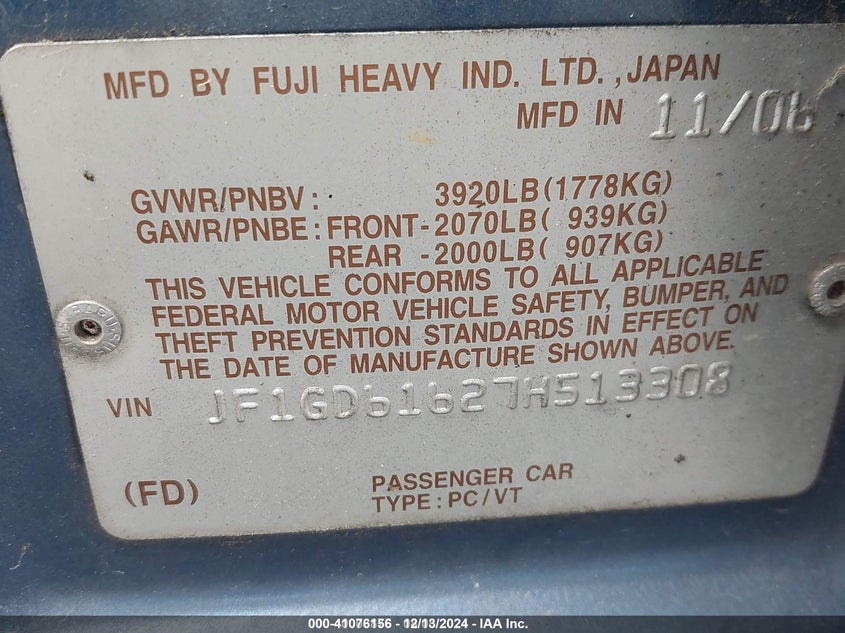 MFD BY FUJI HEAVY IND. LTD., JAPAN
MFD IN 11/06
GVWR/PNBV: 3920LB(1778KG)
GAWR/PNBE: FRONT-2070LB( 939KG)
REAR -2000LB( 907KG)
THIS VEHICLE CONFORMS TO ALL APPLICABLE
FEDERAL MOTOR VEHICLE SAFETY, BUMPER, AND
THEFT PREVENTION STANDARDS IN EFFECT ON
THE DATE OF MANUFACTURE SHOWN ABOVE.
VIN JF1GD61627H513308
(FD) PASSENGER CAR
TYPE: PC/VT
000-41076156 - 12/13/2024 - IAA Inc.